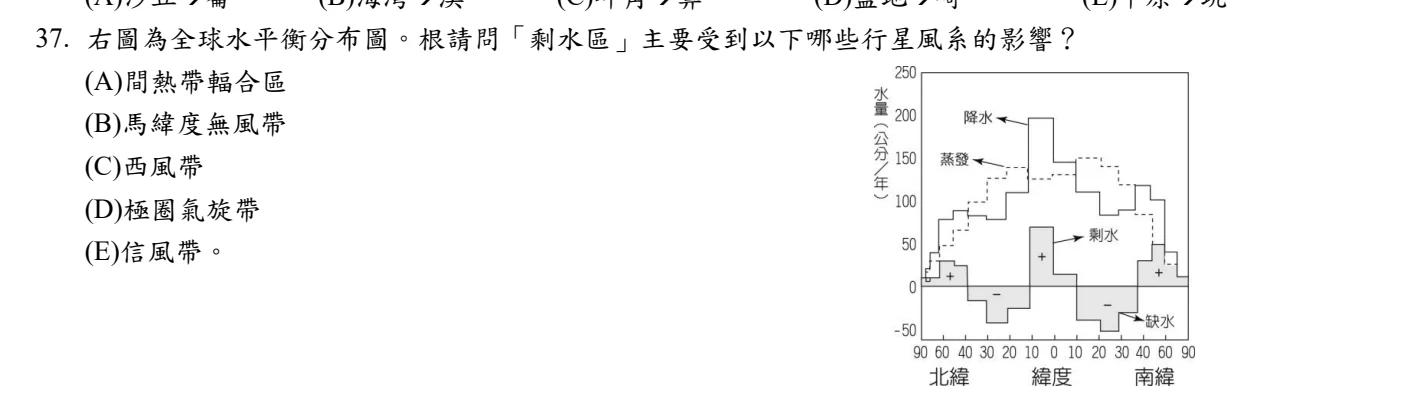 37. 右圖為全球水平衡分布圖。根請問「剩水區」主要受到以下哪些行星風系的影響？
(A)間熱帶輻合區
(B)馬緯度無風帶
(C)西風帶
(D)極圈氣旋帶
(E)信風帶。
水量（公分／年）
250
200
150
100
50
0
-50
降水
蒸發
剩水
缺水
+
−
+
−
+
90 60 40 30 20 10 0 10 20 30 40 60 90
北緯 緯度 南緯